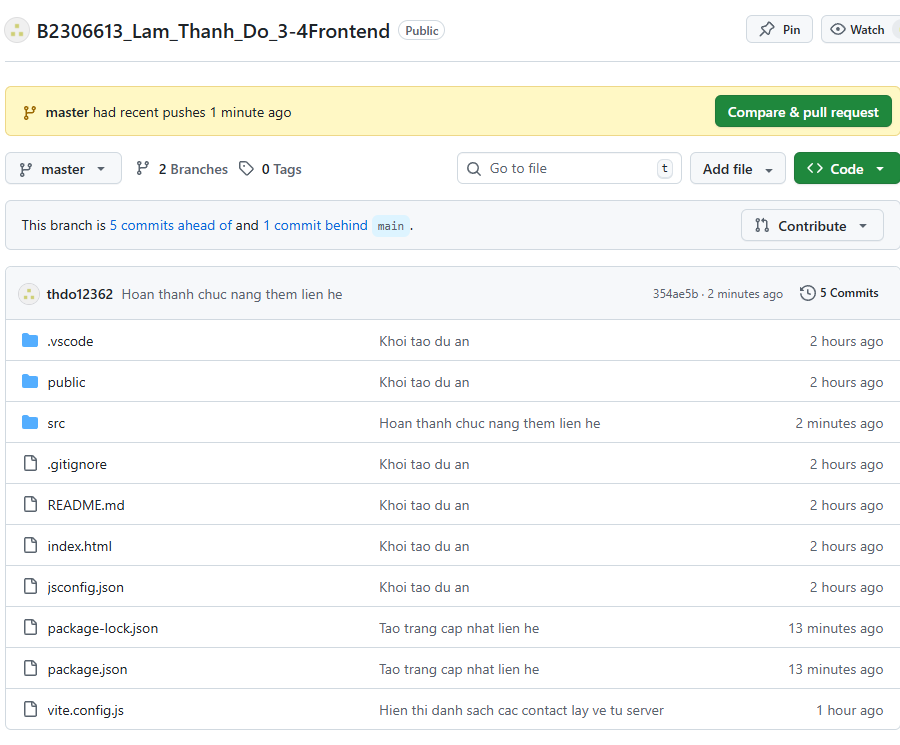 B2306613_Lam_Thanh_Do_3-4Frontend Public Pin Watch
master had recent pushes 1 minute ago Compare & pull request
master 2 Branches 0 Tags Go to file t Add file Code
This branch is 5 commits ahead of and 1 commit behind main . Contribute
thdo12362 Hoan thanh chuc nang them lien he 354ae5b · 2 minutes ago 5 Commits
.vscode Khoi tao du an 2 hours ago
public Khoi tao du an 2 hours ago
src Hoan thanh chuc nang them lien he 2 minutes ago
.gitignore Khoi tao du an 2 hours ago
README.md Khoi tao du an 2 hours ago
index.html Khoi tao du an 2 hours ago
jsconfig.json Khoi tao du an 2 hours ago
package-lock.json Tao trang cap nhat lien he 13 minutes ago
package.json Tao trang cap nhat lien he 13 minutes ago
vite.config.js Hien thi danh sach cac contact lay ve tu server 1 hour ago